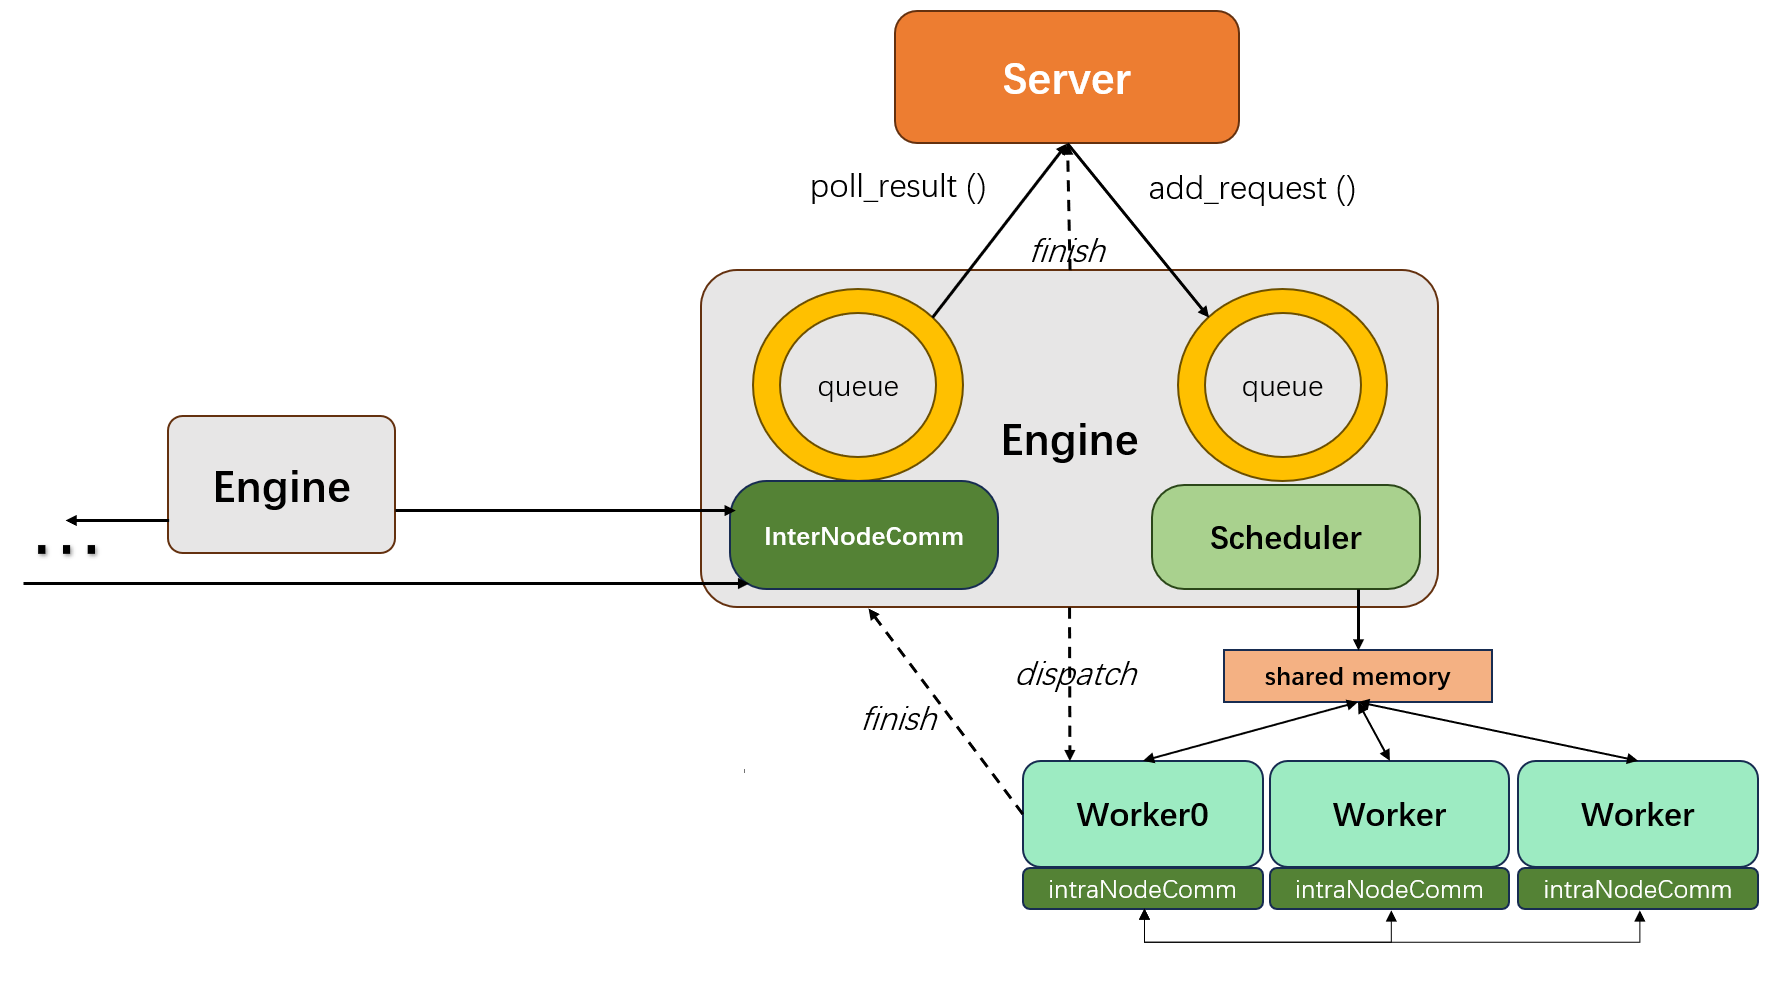 Server
poll_result ()
add_request ()
finish
queue
queue
Engine
Engine
InterNodeComm
Scheduler
...
dispatch
shared memory
finish
Worker0
Worker
Worker
intraNodeComm
intraNodeComm
intraNodeComm